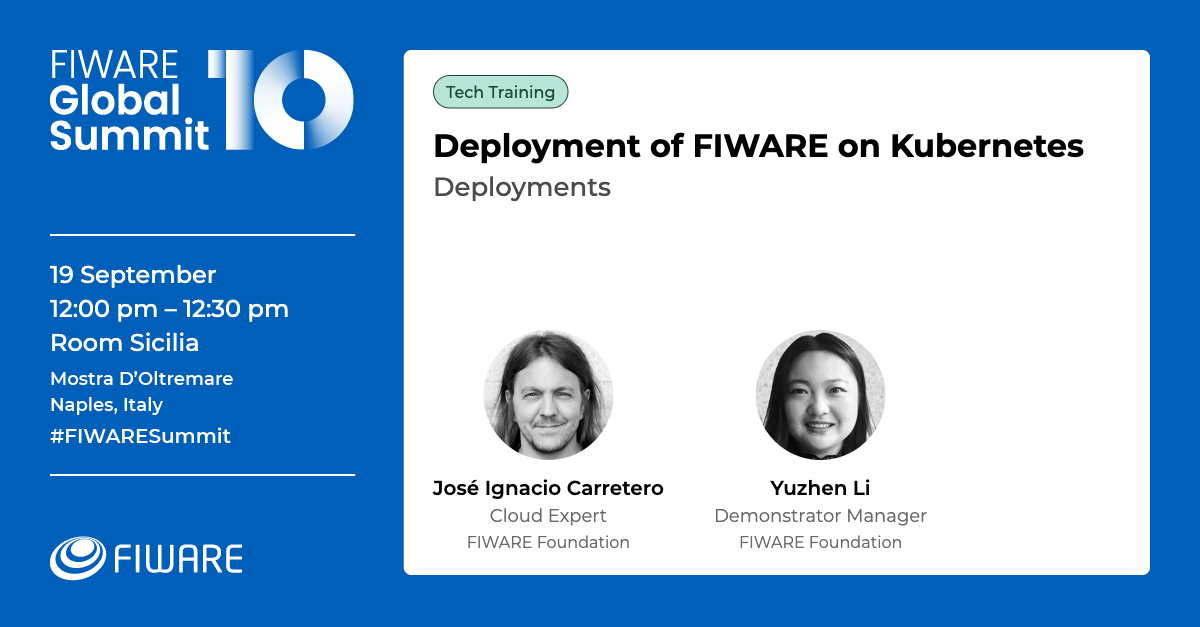 FIWARE
Global
Summit
10
19 September
12:00 pm – 12:30 pm
Room Sicilia
Mostra D’Oltremare
Naples, Italy
#FIWARESummit
FIWARE
Tech Training
Deployment of FIWARE on Kubernetes
Deployments
José Ignacio Carretero
Cloud Expert
FIWARE Foundation
Yuzhen Li
Demonstrator Manager
FIWARE Foundation